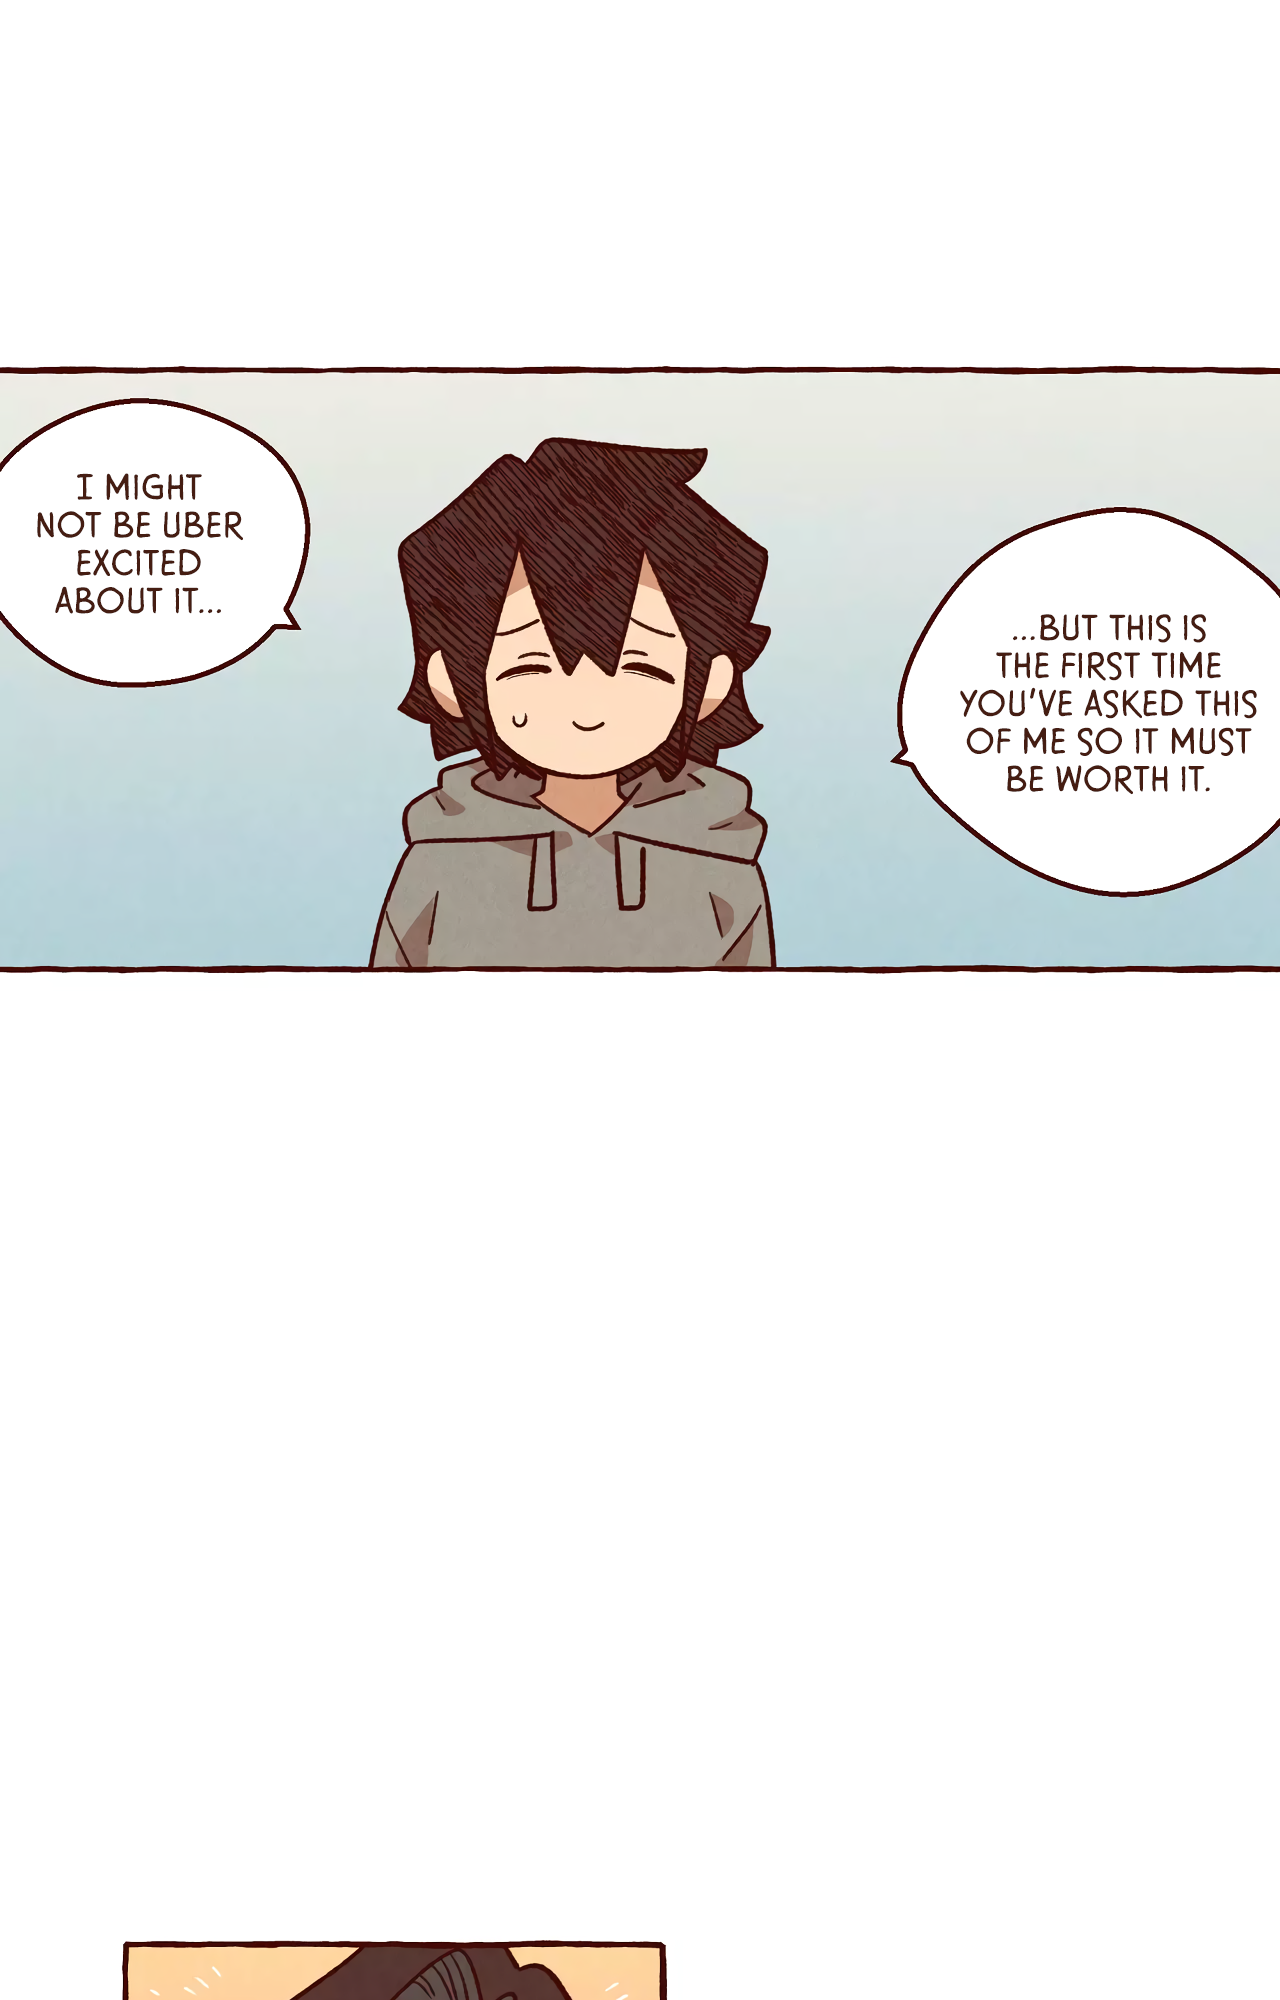 I MIGHT
NOT BE UBER
EXCITED
ABOUT IT...
...BUT THIS IS
THE FIRST TIME
YOU'VE ASKED THIS
OF ME SO IT MUST
BE WORTH IT.